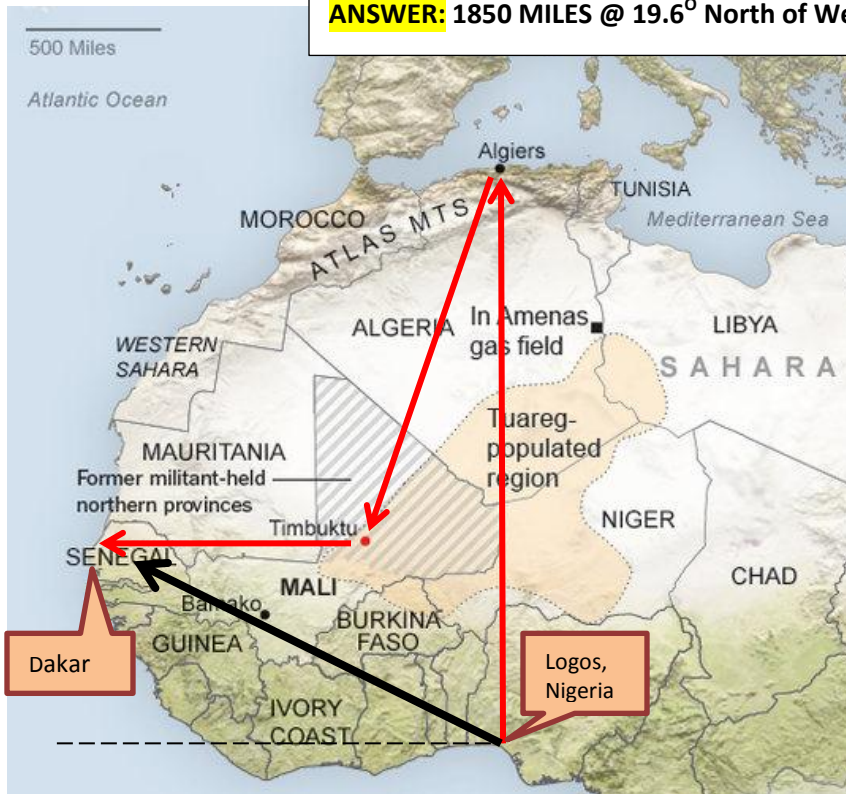 ANSWER: 1850 MILES @ 19.6⁰ North of We
500 Miles
Atlantic Ocean
Algiers
TUNISIA
MOROCCO
ATLAS MTS
Mediterranean Sea
ALGERIA
In Amenas
gas field
LIBYA
WESTERN
SAHARA
SAHARA
Tuareg-
populated
region
MAURITANIA
Former militant-held
northern provinces
Timbuktu
NIGER
SENEGAL
MALI
CHAD
Bamako
BURKINA
FASO
GUINEA
Dakar
Logos,
Nigeria
IVORY
COAST